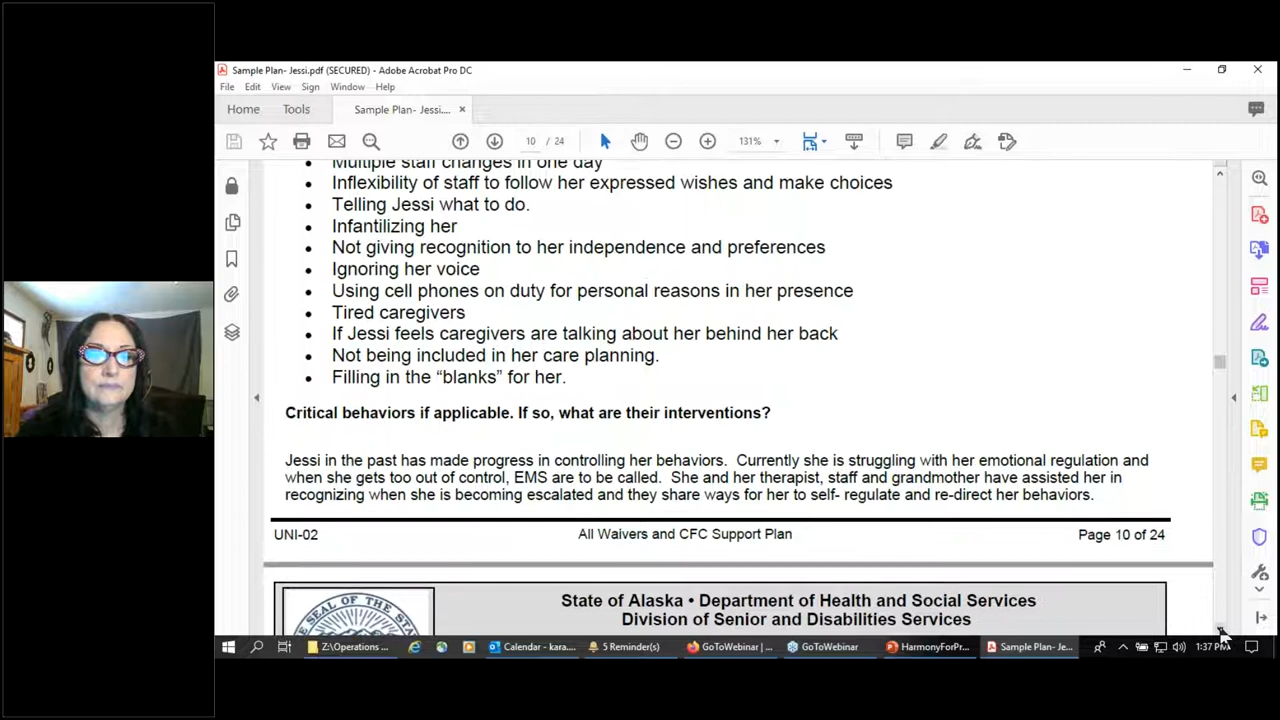 Sample Plan- Jessi.pdf (SECURED) - Adobe Acrobat Pro DC
File Edit View Sign Window Help
Home Tools Sample Plan- Jessi.... ×
10 / 24 131%
• Multiple staff changes in one day
• Inflexibility of staff to follow her expressed wishes and make choices
• Telling Jessi what to do.
• Infantilizing her
• Not giving recognition to her independence and preferences
• Ignoring her voice
• Using cell phones on duty for personal reasons in her presence
• Tired caregivers
• If Jessi feels caregivers are talking about her behind her back
• Not being included in her care planning.
• Filling in the “blanks” for her.
Critical behaviors if applicable. If so, what are their interventions?
Jessi in the past has made progress in controlling her behaviors. Currently she is struggling with her emotional regulation and
when she gets too out of control, EMS are to be called. She and her therapist, staff and grandmother have assisted her in
recognizing when she is becoming escalated and they share ways for her to self- regulate and re-direct her behaviors.
UNI-02 All Waivers and CFC Support Plan Page 10 of 24
SEAL OF THE STATE
State of Alaska • Department of Health and Social Services
Division of Senior and Disabilities Services
Z:\Operations ... Calendar - kara.... 5 Reminder(s) GoToWebinar | ... GoToWebinar HarmonyForPr... Sample Plan- Je... 1:37 PM